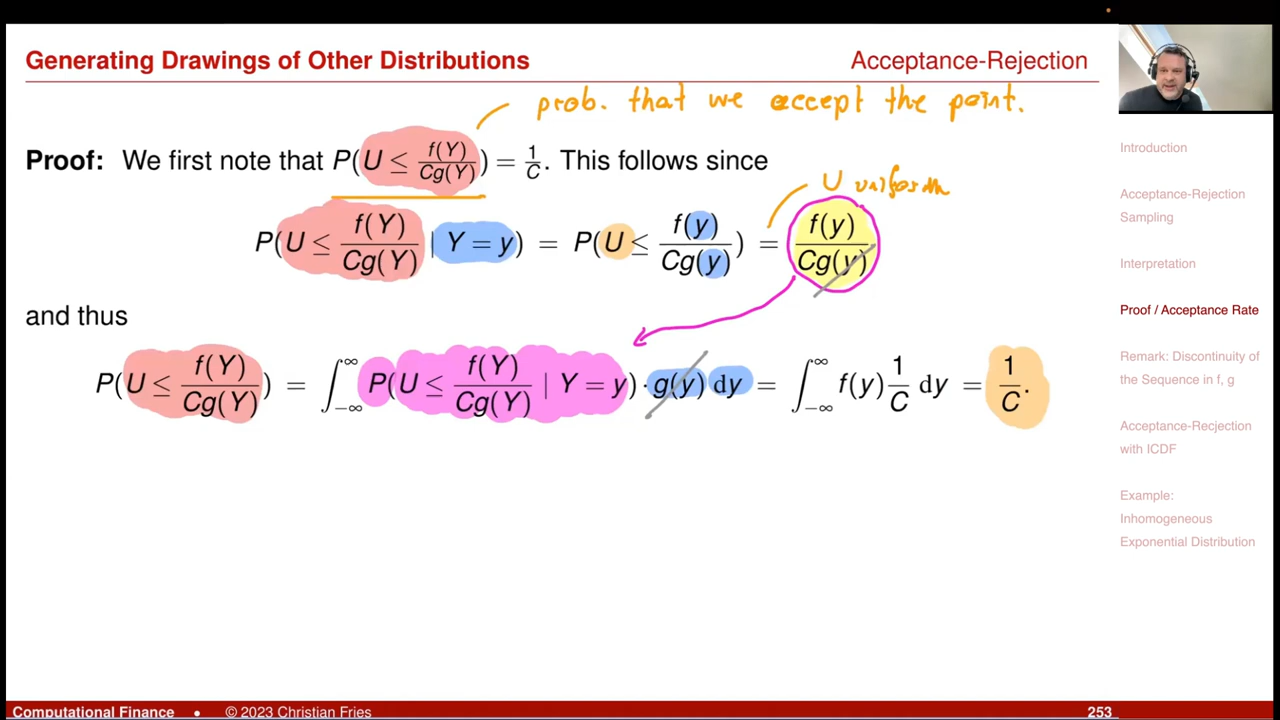 Generating Drawings of Other Distributions
Acceptance-Rejection
prob. that we accept the point.
Proof: We first note that P(U ≤ f(Y)/Cg(Y)) = 1/C. This follows since
U uniform
P(U ≤ f(Y)/Cg(Y) | Y = y) = P(U ≤ f(y)/Cg(y)) = f(y)/Cg(y)
and thus
P(U ≤ f(Y)/Cg(Y)) = ∫_{−∞}^{∞} P(U ≤ f(Y)/Cg(Y) | Y = y) · g(y) dy = ∫_{−∞}^{∞} f(y) 1/C dy = 1/C.
Introduction
Acceptance-Rejection
Sampling
Interpretation
Proof / Acceptance Rate
Remark: Discontinuity of
the Sequence in f, g
Acceptance-Recjection
with ICDF
Example:
Inhomogeneous
Exponential Distribution
Computational Finance • © 2023 Christian Fries
253